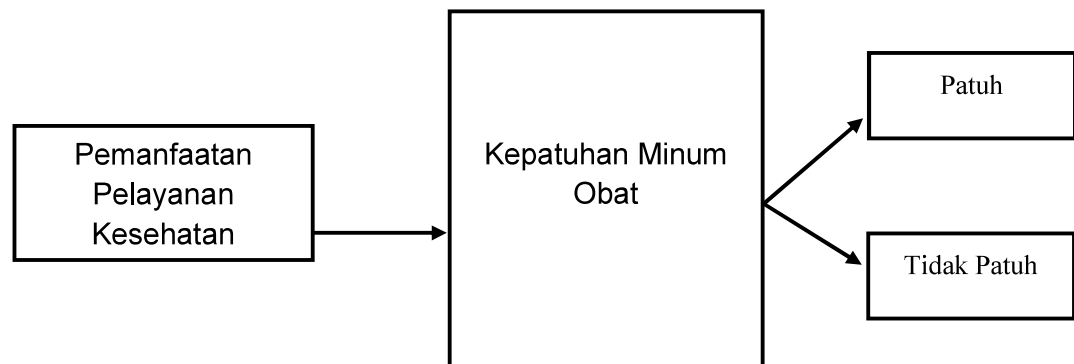 Pemanfaatan
Pelayanan
Kesehatan
Kepatuhan Minum
Obat
Patuh
Tidak Patuh